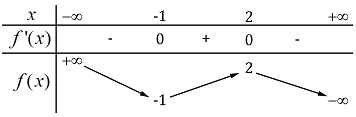 x -∞ -1 2 +∞
f'(x) - 0 + 0 -
+∞ 2
f(x)
-1 -∞